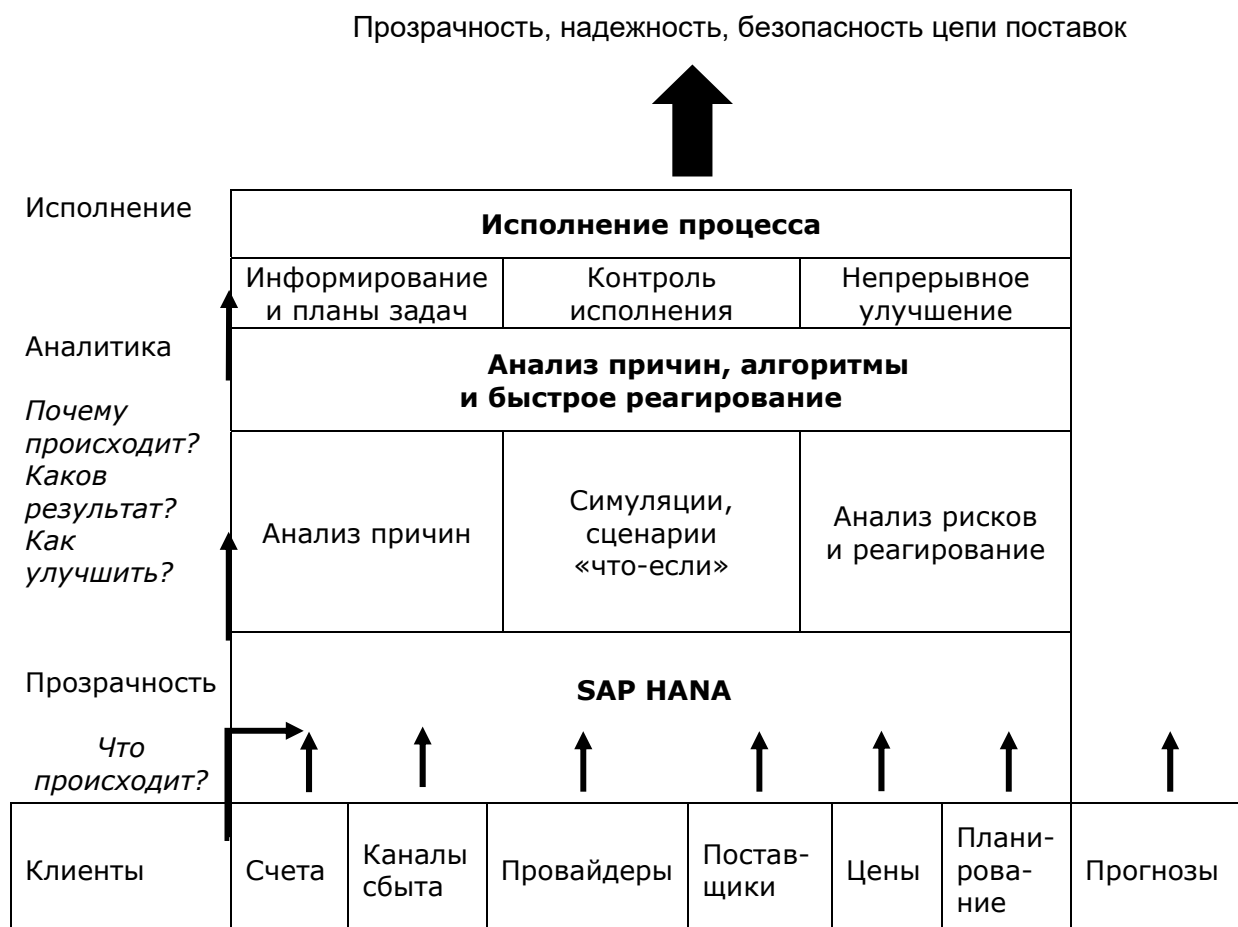 Прозрачность, надежность, безопасность цепи поставок
Исполнение
Исполнение процесса
Информирование
и планы задач
Контроль
исполнения
Непрерывное
улучшение
Аналитика
Почему
происходит?
Каков
результат?
Как
улучшить?
Анализ причин, алгоритмы
и быстрое реагирование
Анализ причин
Симуляции,
сценарии
«что-если»
Анализ рисков
и реагирование
Прозрачность
Что
происходит?
SAP HANA
Клиенты
Счета
Каналы
сбыта
Провайдеры
Постав-
щики
Цены
Плани-
рова-
ние
Прогнозы